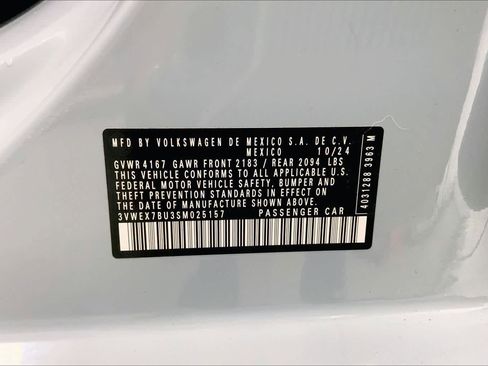 MFD BY VOLKSWAGEN DE MEXICO S.A. DE C.V.
MEXICO 10/24
GVWR 4167 GAWR FRONT 2183 / REAR 2094 LBS
THIS VEHICLE CONFORMS TO ALL APPLICABLE U.S.
FEDERAL MOTOR VEHICLE SAFETY, BUMPER AND
THEFT PREVENTION STANDARDS IN EFFECT ON
THE DATE OF MANUFACTURE SHOWN ABOVE.
3VWEX7BU3SM025157 PASSENGER CAR
4031288 3963 M